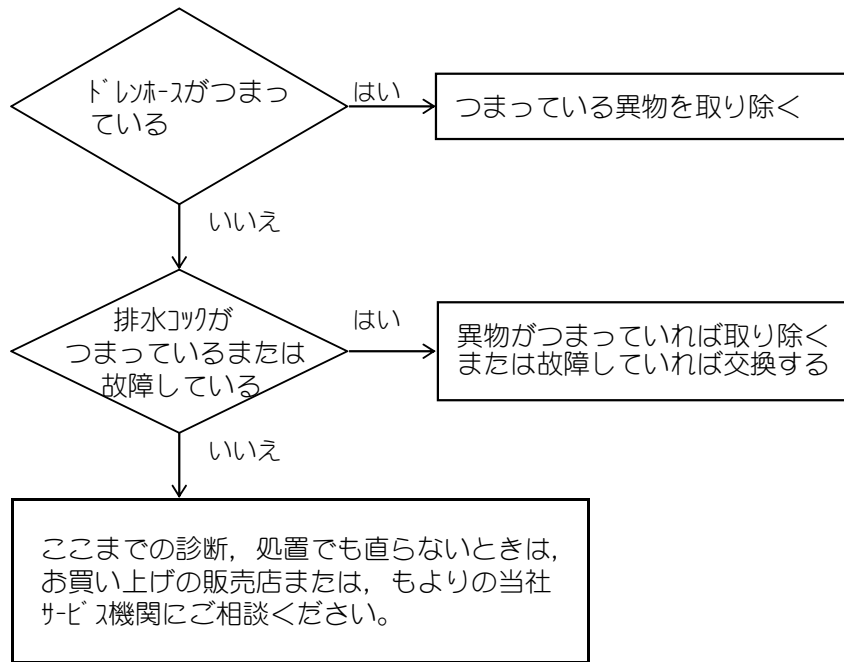 ﾄﾞﾚﾝﾎｰｽがつまっ
ている
はい
つまっている異物を取り除く
いいえ
排水ｺｯｸが
つまっているまたは
故障している
はい
異物がつまっていれば取り除く
または故障していれば交換する
いいえ
ここまでの診断，処置でも直らないときは，
お買い上げの販売店または，もよりの当社
ｻｰﾋﾞｽ機関にご相談ください。